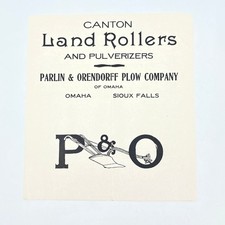 CANTON
Land Rollers
AND PULVERIZERS
PARLIN & ORENDORFF PLOW COMPANY
OF OMAHA
OMAHA SIOUX FALLS
P&O